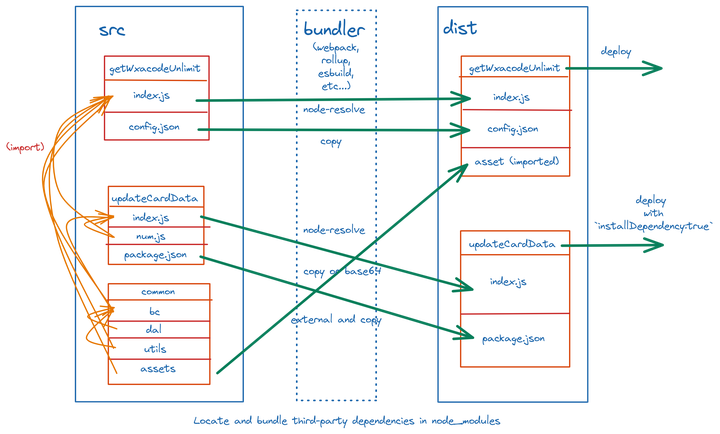 src
bundler
dist
(webpack,
rollup,
esbuild,
etc...)
getWxacodeUnlimit
index.js
config.json
(import)
updateCardData
index.js
num.js
package.json
common
bc
dal
utils
assets
node-resolve
copy
node-resolve
copy or base64
external and copy
getWxacodeUnlimit
index.js
config.json
asset (imported)
updateCardData
index.js
package.json
deploy
deploy
with
`installDependency:true"
Locate and bundle third-party dependencies in node_modules